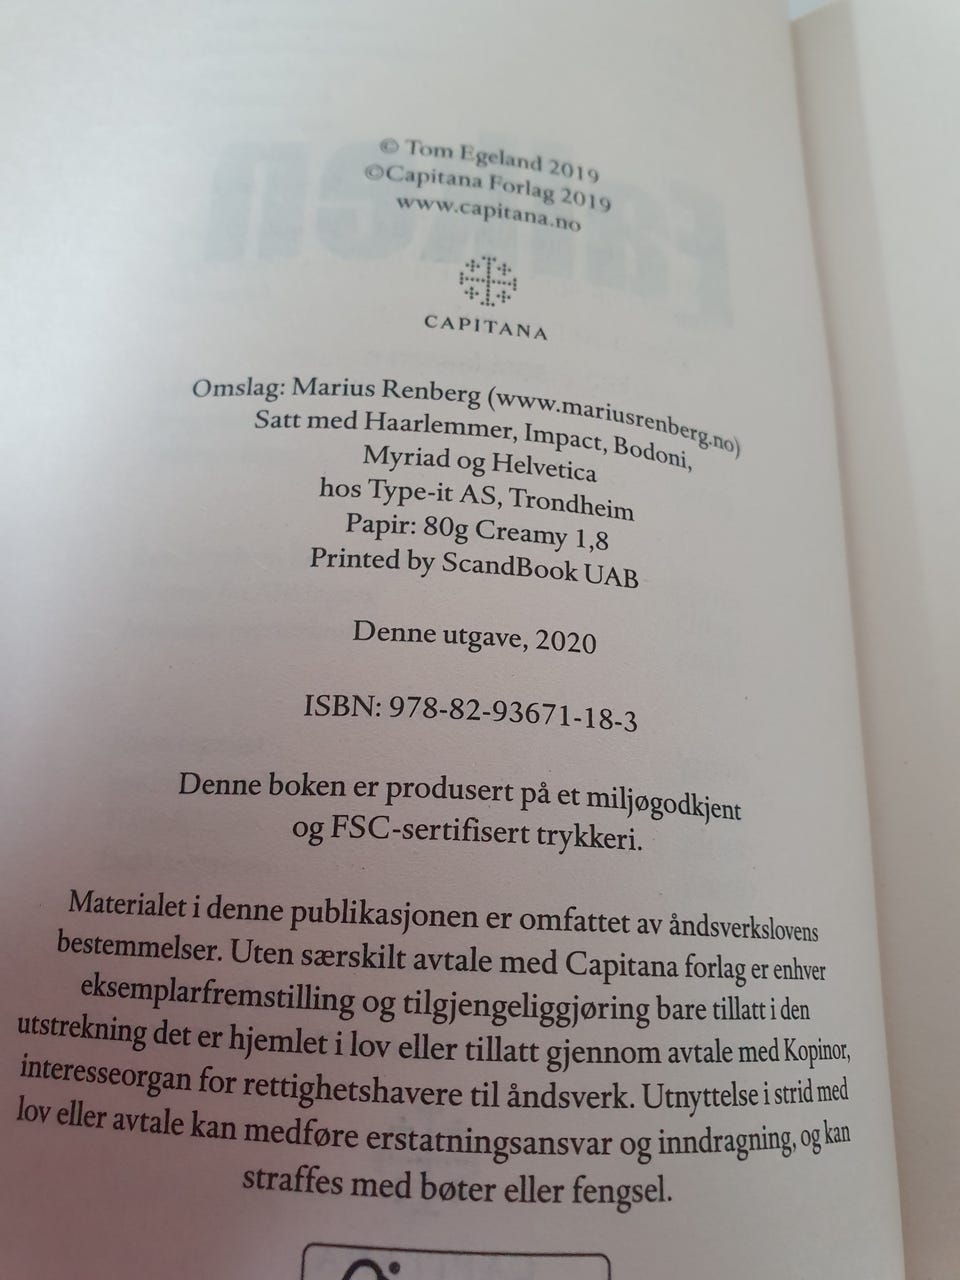 © Tom Egeland 2019
©Capitana Forlag 2019
www.capitana.no
CAPITANA
Omslag: Marius Renberg (www.mariusrenberg.no)
Satt med Haarlemmer, Impact, Bodoni,
Myriad og Helvetica
hos Type-it AS, Trondheim
Papir: 80g Creamy 1,8
Printed by ScandBook UAB
Denne utgave, 2020
ISBN: 978-82-93671-18-3
Denne boken er produsert på et miljøgodkjent
og FSC-sertifisert trykkeri.
Materialet i denne publikasjonen er omfattet av åndsverkslovens
bestemmelser. Uten særskilt avtale med Capitana forlag er enhver
eksemplarfremstilling og tilgjengeliggjøring bare tillatt i den
utstrekning det er hjemlet i lov eller tillatt gjennom avtale med Kopinor,
interesseorgan for rettighetshavere til åndsverk. Utnyttelse i strid med
lov eller avtale kan medføre erstatningsansvar og inndragning, og kan
straffes med bøter eller fengsel.